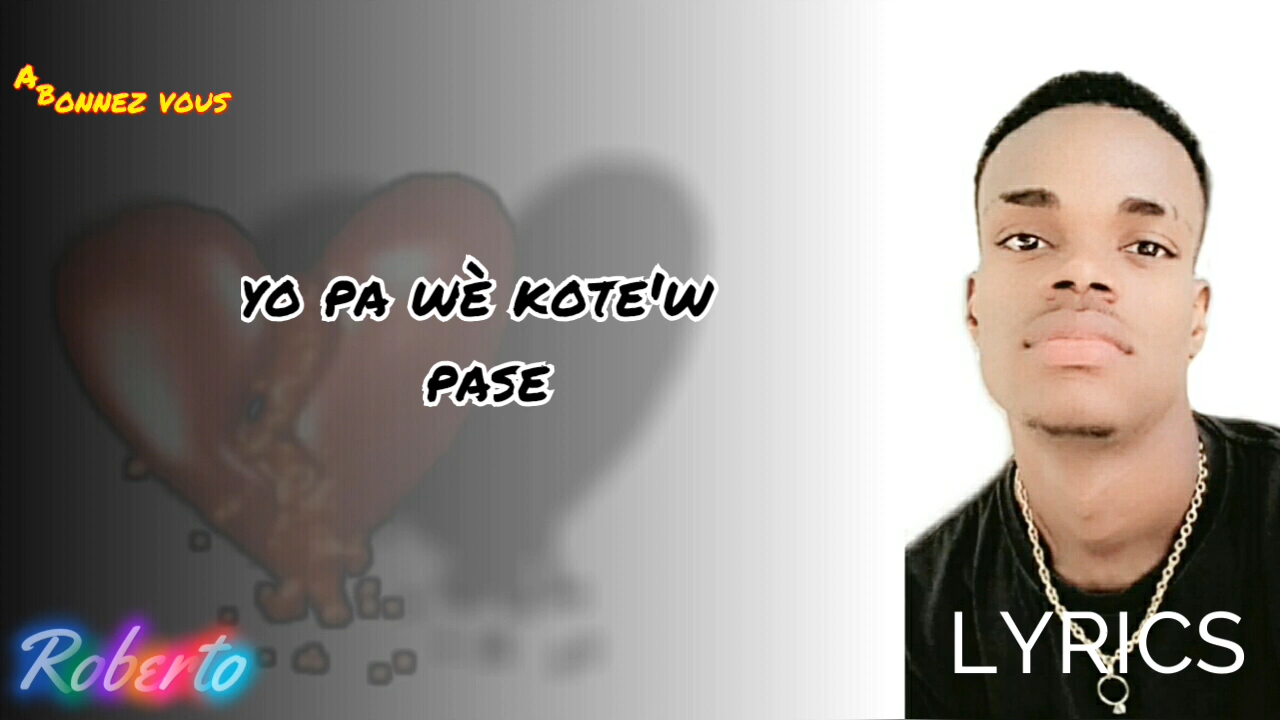 ABONNEZ VOUS
YO PA WÈ KOTE'W
PASE
Roberto
LYRICS